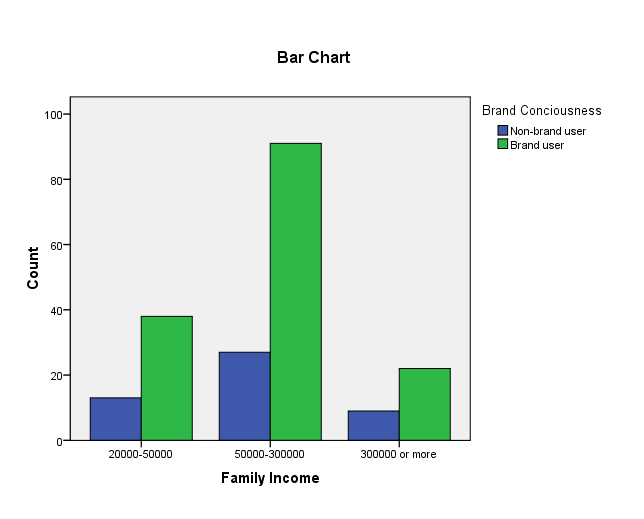 Bar Chart
Brand Conciousness
Non-brand user
Brand user
100
80
60
40
20
0
Count
20000-50000
50000-300000
300000 or more
Family Income